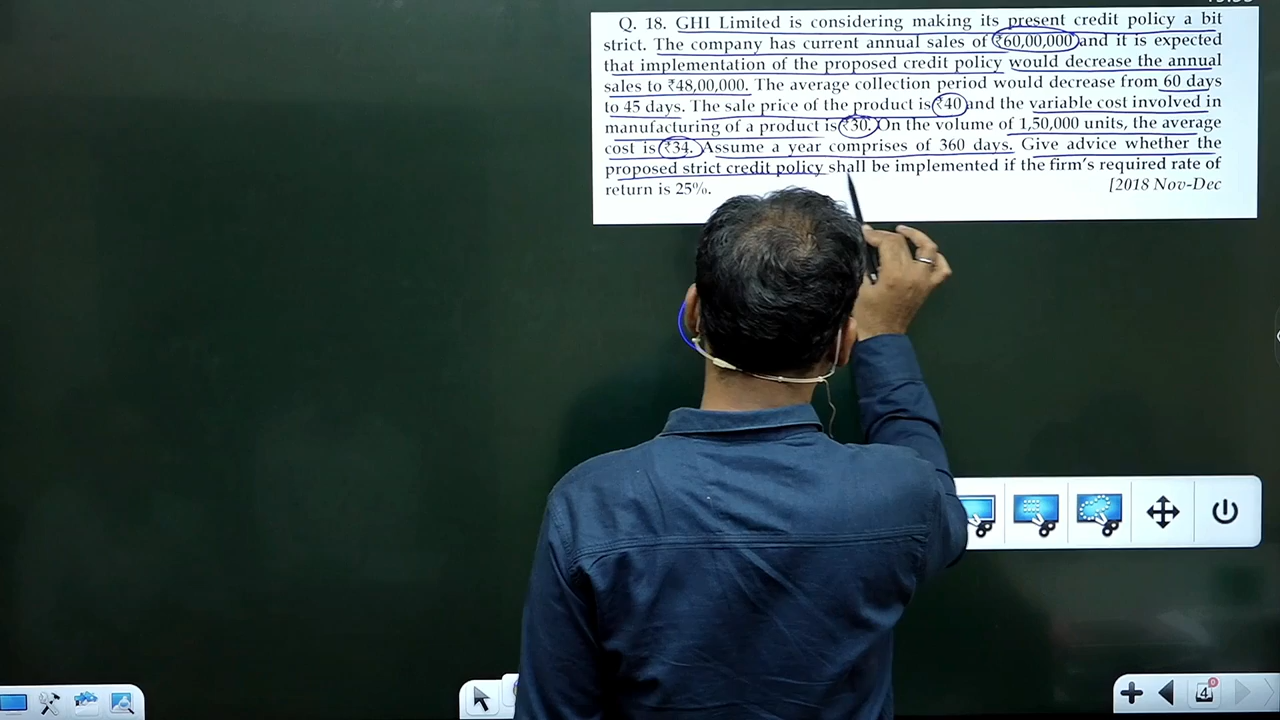 Q. 18. GHI Limited is considering making its present credit policy a bit
strict. The company has current annual sales of ₹60,00,000 and it is expected
that implementation of the proposed credit policy would decrease the annual
sales to ₹48,00,000. The average collection period would decrease from 60 days
to 45 days. The sale price of the product is ₹40 and the variable cost involved in
manufacturing of a product is ₹30. On the volume of 1,50,000 units, the average
cost is ₹34. Assume a year comprises of 360 days. Give advice whether the
proposed strict credit policy shall be implemented if the firm's required rate of
return is 25%. [2018 Nov-Dec
4
0